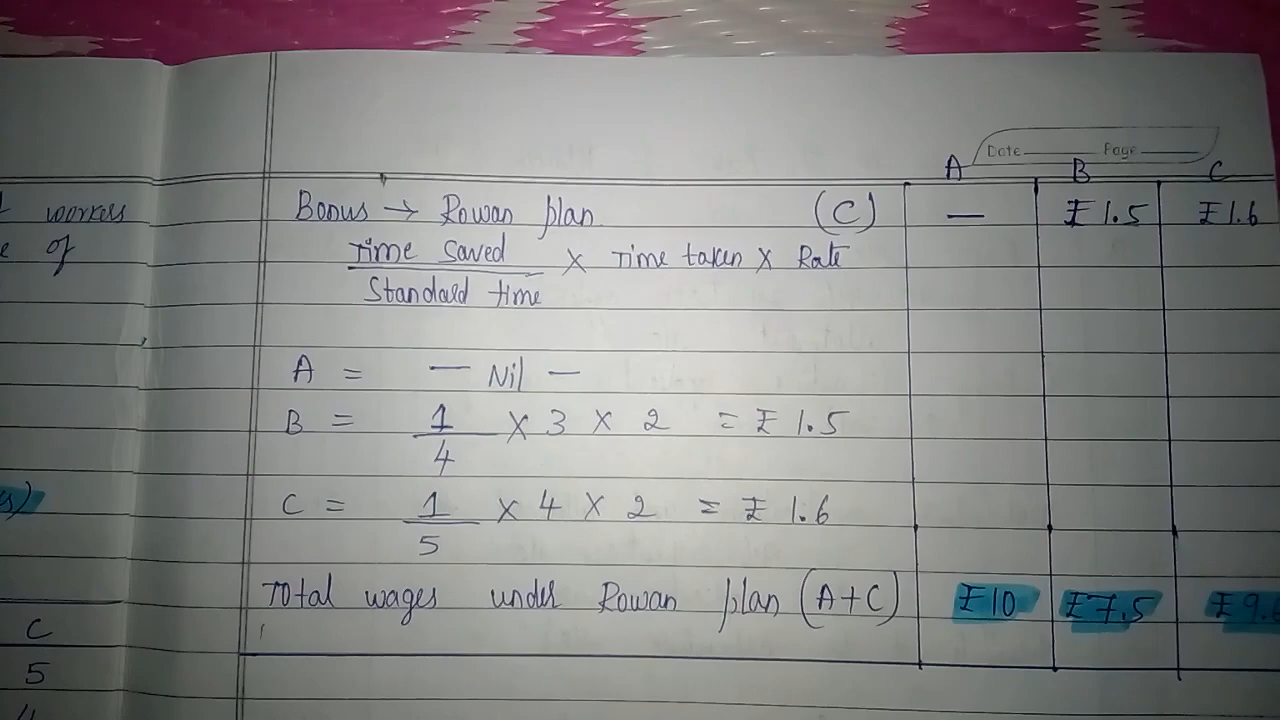 Date Page
A B C
workers
of
Bonus → Rowan plan (C) — ₹1.5 ₹1.6
Time Saved / Standard time × Time taken × Rate
A = — Nil —
B = 1/4 × 3 × 2 = ₹ 1.5
C = 1/5 × 4 × 2 = ₹ 1.6
Total wages under Rowan plan (A+C) ₹10 ₹7.5 ₹9.6
C
5